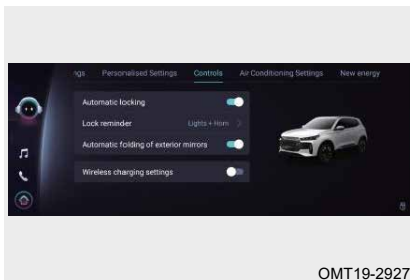 ngs Personalised Settings Controls Air Conditioning Settings New energy
Automatic locking
Lock reminder Lights + Horn
Automatic folding of exterior mirrors
Wireless charging settings
OMT19-2927